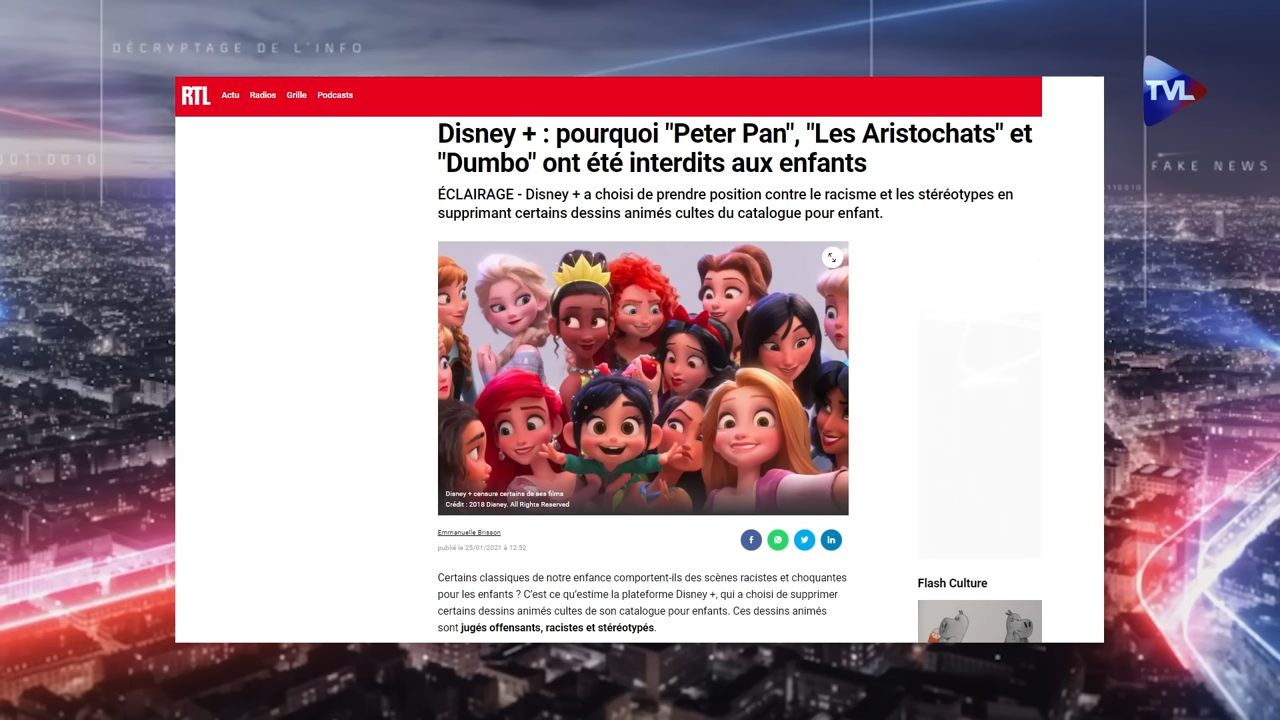 DÉCRYPTAGE DE L'INFO
TVL
FAKE NEWS
RTL Actu Radios Grille Podcasts
Disney + : pourquoi "Peter Pan", "Les Aristochats" et
"Dumbo" ont été interdits aux enfants
ÉCLAIRAGE - Disney + a choisi de prendre position contre le racisme et les stéréotypes en
supprimant certains dessins animés cultes du catalogue pour enfant.
Disney + censure certains de ses films
Crédit : 2018 Disney. All Rights Reserved
Emmanuelle Brisson
publié le 25/01/2021 à 12:52
Certains classiques de notre enfance comportent-ils des scènes racistes et choquantes
pour les enfants ? C'est ce qu'estime la plateforme Disney +, qui a choisi de supprimer
certains dessins animés cultes de son catalogue pour enfants. Ces dessins animés
sont jugés offensants, racistes et stéréotypés.
Flash Culture